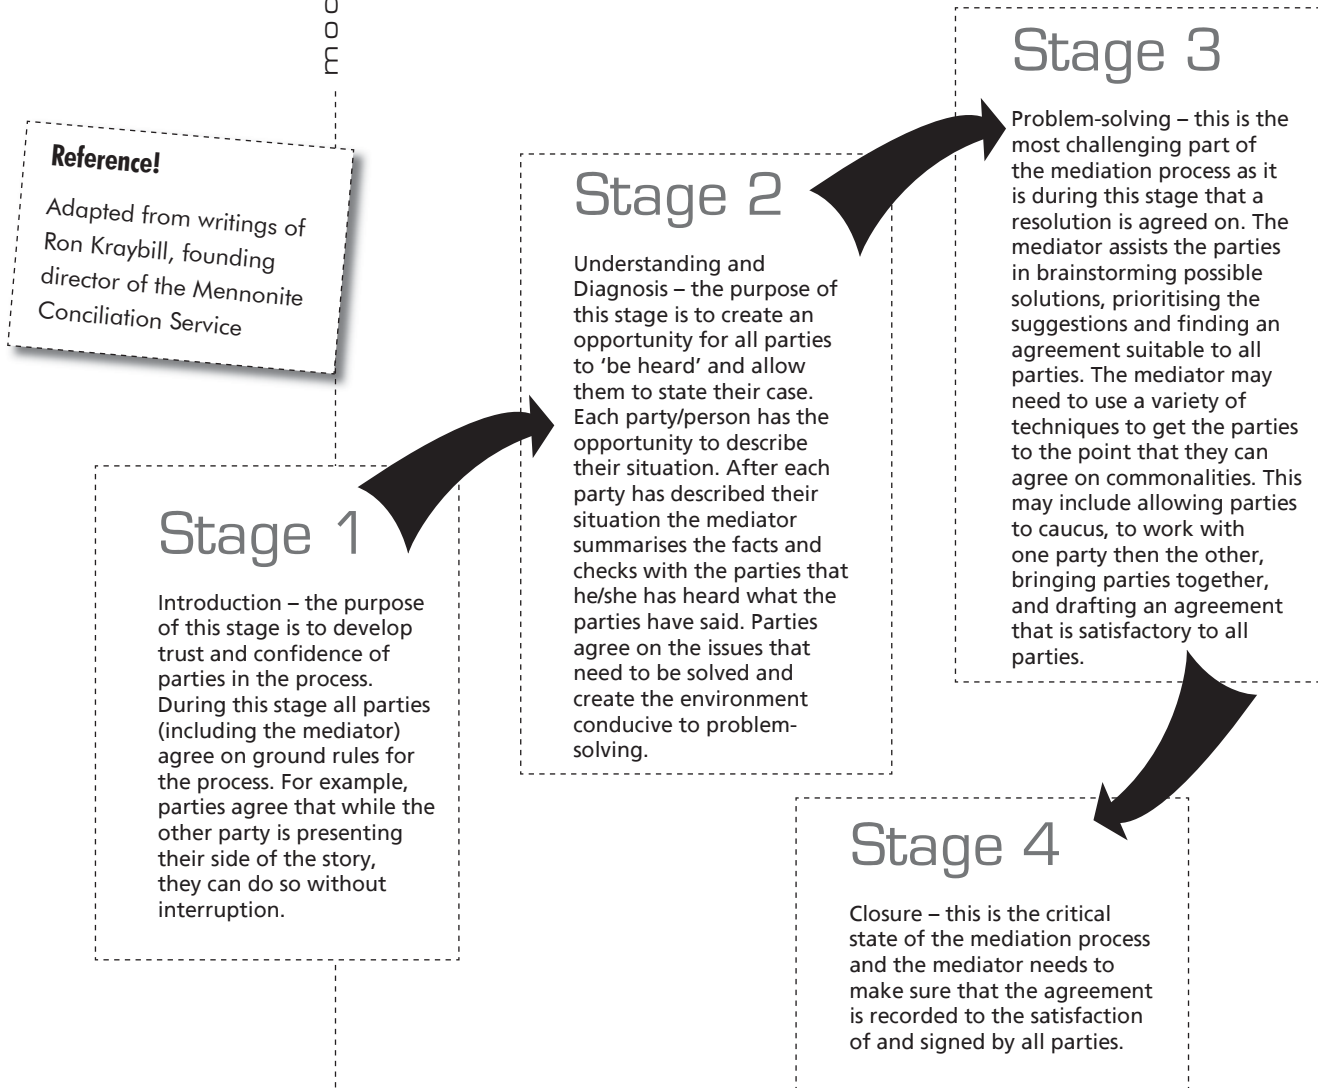 moc
Reference!
Adapted from writings of
Ron Kraybill, founding
director of the Mennonite
Conciliation Service
Stage 1
Introduction – the purpose
of this stage is to develop
trust and confidence of
parties in the process.
During this stage all parties
(including the mediator)
agree on ground rules for
the process. For example,
parties agree that while the
other party is presenting
their side of the story,
they can do so without
interruption.
Stage 2
Understanding and
Diagnosis – the purpose of
this stage is to create an
opportunity for all parties
to ‘be heard’ and allow
them to state their case.
Each party/person has the
opportunity to describe
their situation. After each
party has described their
situation the mediator
summarises the facts and
checks with the parties that
he/she has heard what the
parties have said. Parties
agree on the issues that
need to be solved and
create the environment
conducive to problem-
solving.
Stage 3
Problem-solving – this is the
most challenging part of
the mediation process as it
is during this stage that a
resolution is agreed on. The
mediator assists the parties
in brainstorming possible
solutions, prioritising the
suggestions and finding an
agreement suitable to all
parties. The mediator may
need to use a variety of
techniques to get the parties
to the point that they can
agree on commonalities. This
may include allowing parties
to caucus, to work with
one party then the other,
bringing parties together,
and drafting an agreement
that is satisfactory to all
parties.
Stage 4
Closure – this is the critical
state of the mediation process
and the mediator needs to
make sure that the agreement
is recorded to the satisfaction
of and signed by all parties.